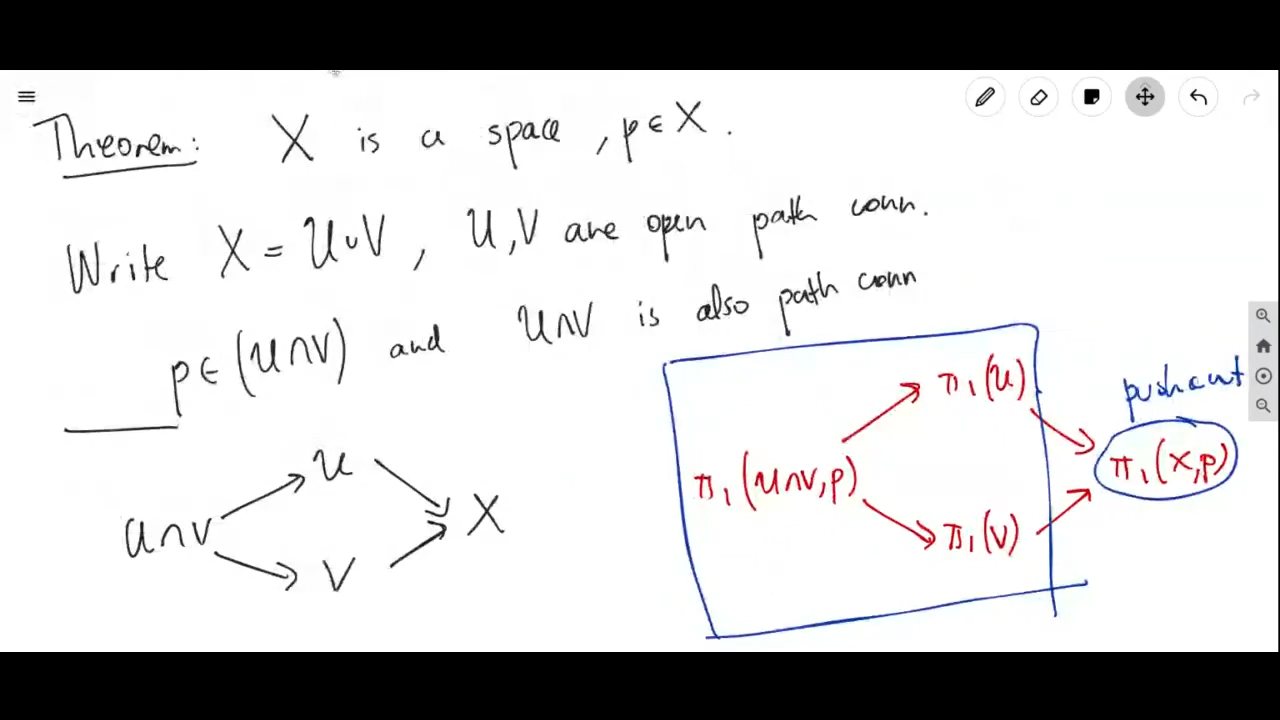 Theorem: X is a space, p ∈ X.
Write X = U ∪ V, U, V are open path conn.
p ∈ (U ∩ V) and U ∩ V is also path conn
U ∩ V → U → X
U ∩ V → V → X
π₁(U)
π₁(U ∩ V, p)
π₁(V)
pushout
π₁(X, p)